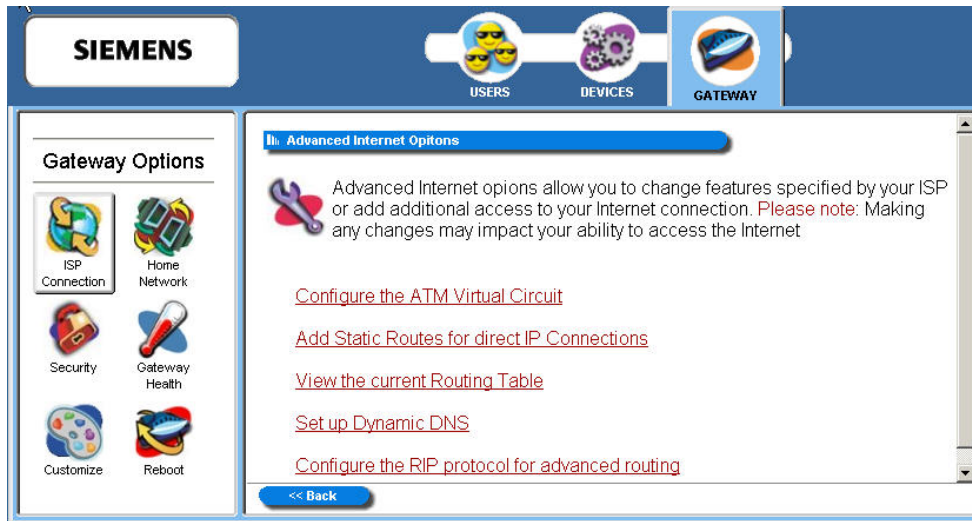 SIEMENS
USERS
DEVICES
GATEWAY
Gateway Options
ISP
Connection
Home
Network
Security
Gateway
Health
Customize
Reboot
Advanced Internet Opitons
Advanced Internet opions allow you to change features specified by your ISP
or add additional access to your Internet connection. Please note: Making
any changes may impact your ability to access the Internet
Configure the ATM Virtual Circuit
Add Static Routes for direct IP Connections
View the current Routing Table
Set up Dynamic DNS
Configure the RIP protocol for advanced routing
<< Back